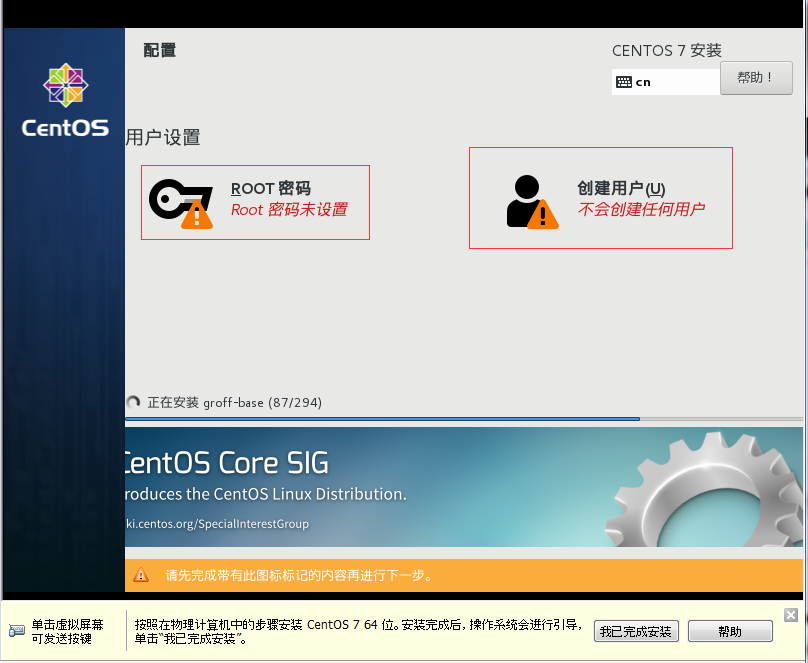 配置
CENTOS 7 安装
cn
帮助！
CentOS
用户设置
ROOT 密码
Root 密码未设置
创建用户(U)
不会创建任何用户
正在安装 groff-base (87/294)
CentOS Core SIG
roduces the CentOS Linux Distribution.
ki.centos.org/SpecialInterestGroup
请先完成带有此图标标记的内容再进行下一步。
单击虚拟屏幕
可发送按键
按照在物理计算机中的步骤安装 CentOS 7 64 位。安装完成后，操作系统会进行引导，
单击“我已完成安装”。
我已完成安装
帮助